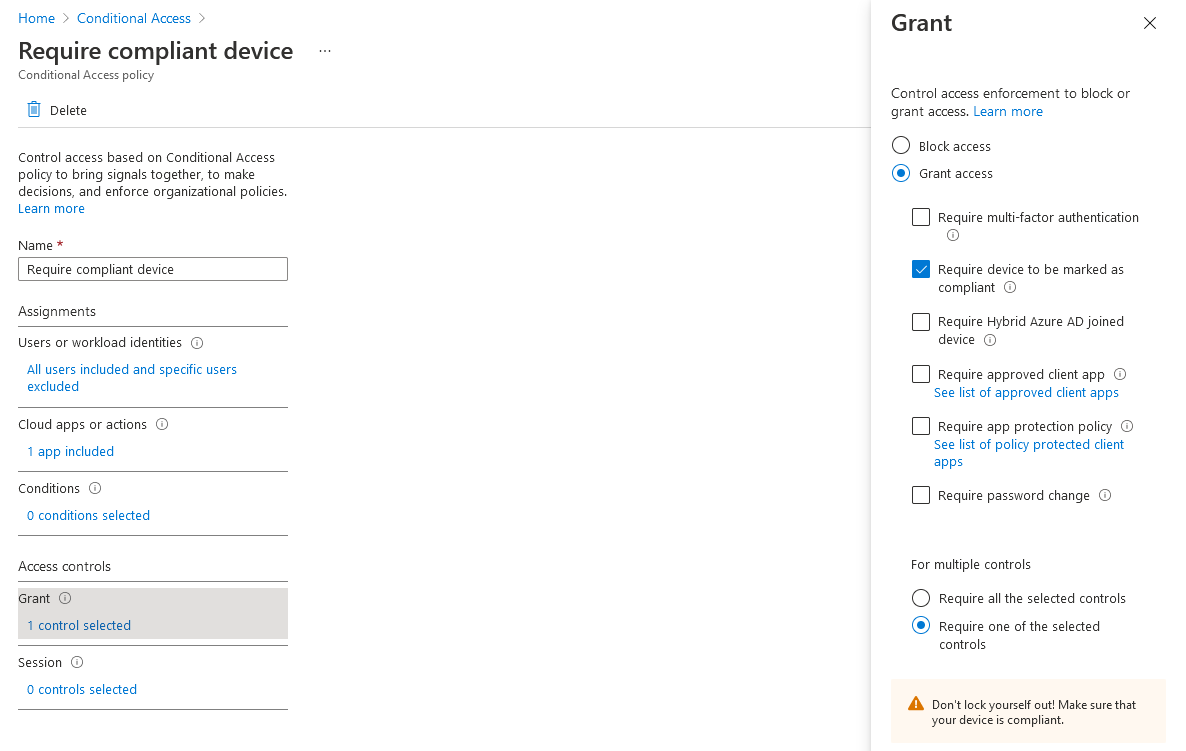 Home > Conditional Access >
Require compliant device ...
Conditional Access policy
Delete
Control access based on Conditional Access
policy to bring signals together, to make
decisions, and enforce organizational policies.
Learn more
Name *
Require compliant device
Assignments
Users or workload identities
All users included and specific users
excluded
Cloud apps or actions
1 app included
Conditions
0 conditions selected
Access controls
Grant
1 control selected
Session
0 controls selected
Grant
Control access enforcement to block or
grant access. Learn more
Block access
Grant access
Require multi-factor authentication
Require device to be marked as
compliant
Require Hybrid Azure AD joined
device
Require approved client app
See list of approved client apps
Require app protection policy
See list of policy protected client
apps
Require password change
For multiple controls
Require all the selected controls
Require one of the selected
controls
Don't lock yourself out! Make sure that
your device is compliant.